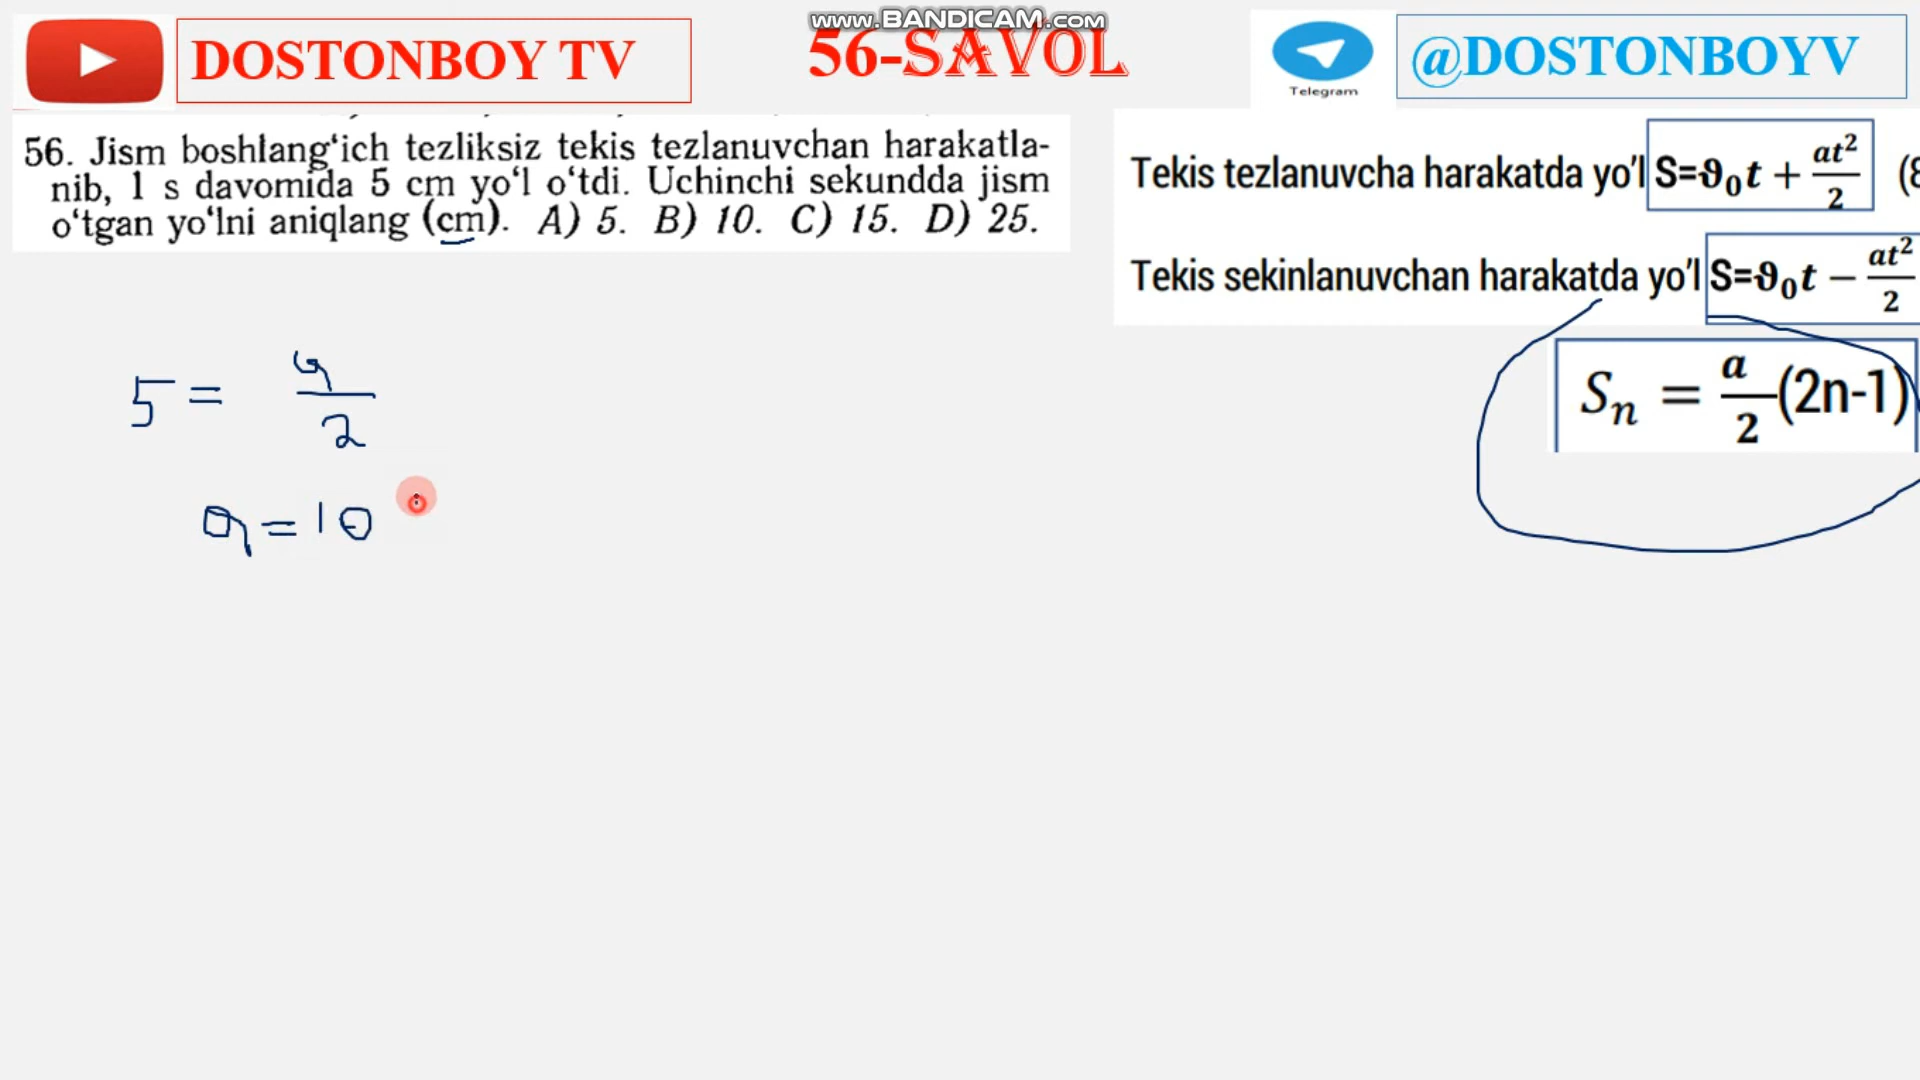 www.BANDICAM.com
DOSTONBOY TV
56-SAVOL
Telegram
@DOSTONBOYV
56. Jism boshlang‘ich tezliksiz tekis tezlanuvchan harakatla-
nib, 1 s davomida 5 cm yo‘l o‘tdi. Uchinchi sekundda jism
o‘tgan yo‘lni aniqlang (cm). A) 5. B) 10. C) 15. D) 25.
Tekis tezlanuvcha harakatda yo'l S=ϑ₀t + at²/2 (8
Tekis sekinlanuvchan harakatda yo'l S=ϑ₀t − at²/2
Sₙ = a/2 (2n-1)
5 = a/2
a = 10